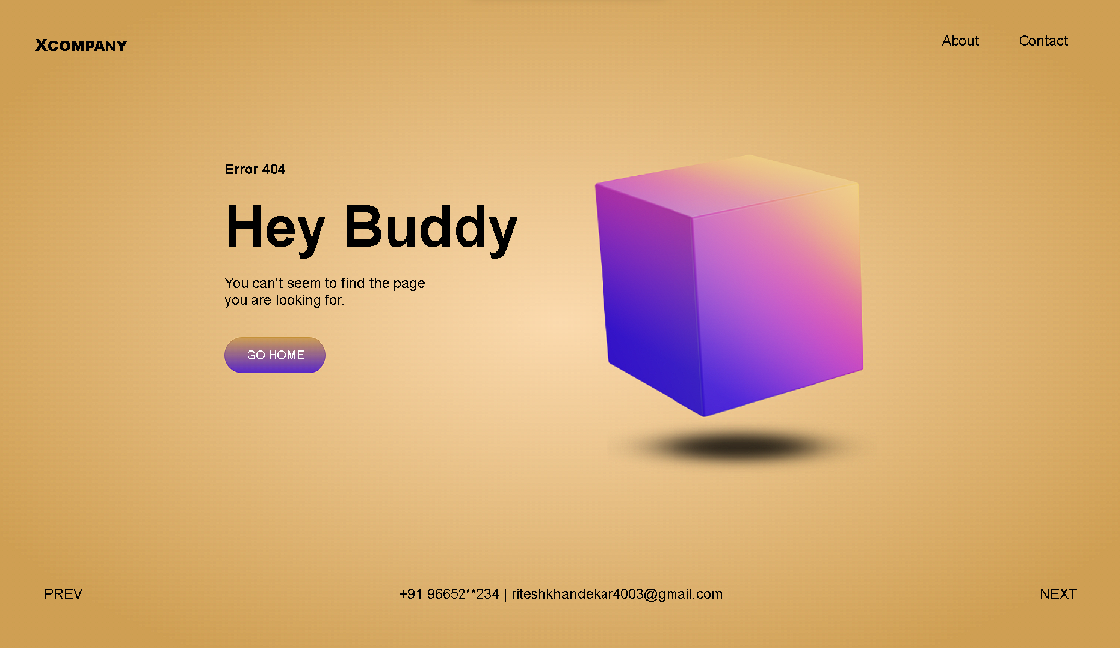 XCOMPANY
About Contact
Error 404
Hey Buddy
You can't seem to find the page
you are looking for.
GO HOME
PREV
+91 96652**234 | riteshkhandekar4003@gmail.com
NEXT